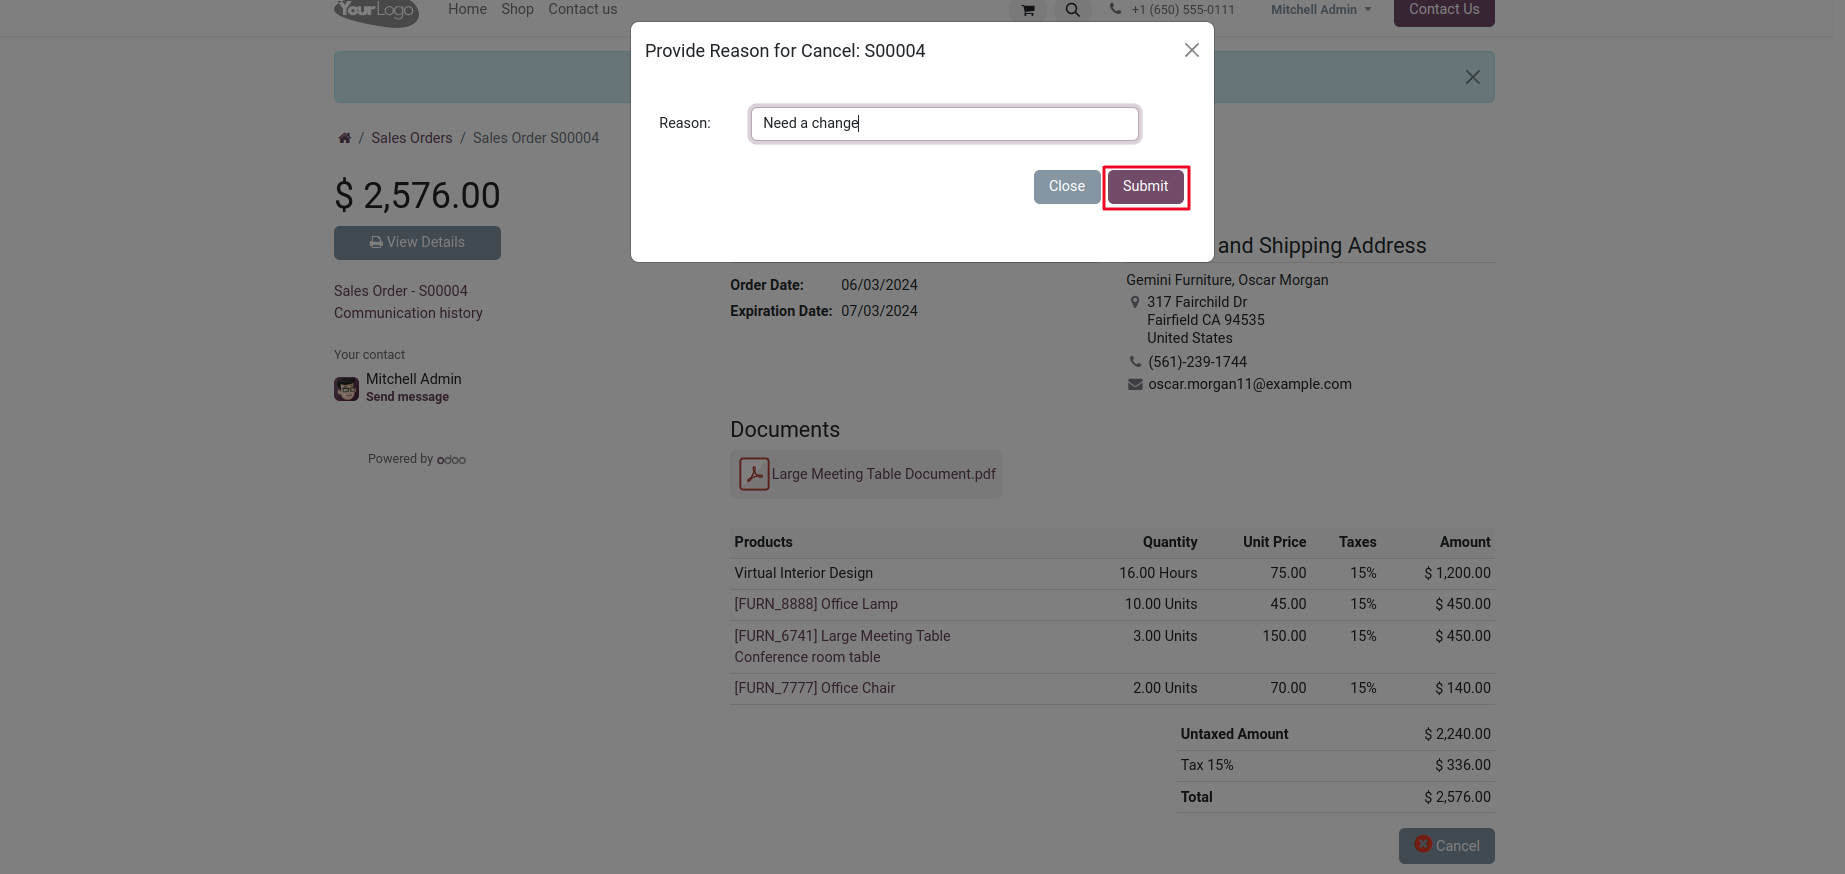 YourLogo
Home Shop Contact us
+1 (650) 555-0111 Mitchell Admin Contact Us
Provide Reason for Cancel: S00004
Reason: Need a change
Close Submit
/ Sales Orders / Sales Order S00004
$ 2,576.00
View Details
Sales Order - S00004
Communication history
Your contact
Mitchell Admin
Send message
Powered by odoo
and Shipping Address
Order Date: 06/03/2024
Expiration Date: 07/03/2024
Gemini Furniture, Oscar Morgan
317 Fairchild Dr
Fairfield CA 94535
United States
(561)-239-1744
oscar.morgan11@example.com
Documents
Large Meeting Table Document.pdf
Products Quantity Unit Price Taxes Amount
Virtual Interior Design 16.00 Hours 75.00 15% $ 1,200.00
[FURN_8888] Office Lamp 10.00 Units 45.00 15% $ 450.00
[FURN_6741] Large Meeting Table 3.00 Units 150.00 15% $ 450.00
Conference room table
[FURN_7777] Office Chair 2.00 Units 70.00 15% $ 140.00
Untaxed Amount $ 2,240.00
Tax 15% $ 336.00
Total $ 2,576.00
Cancel